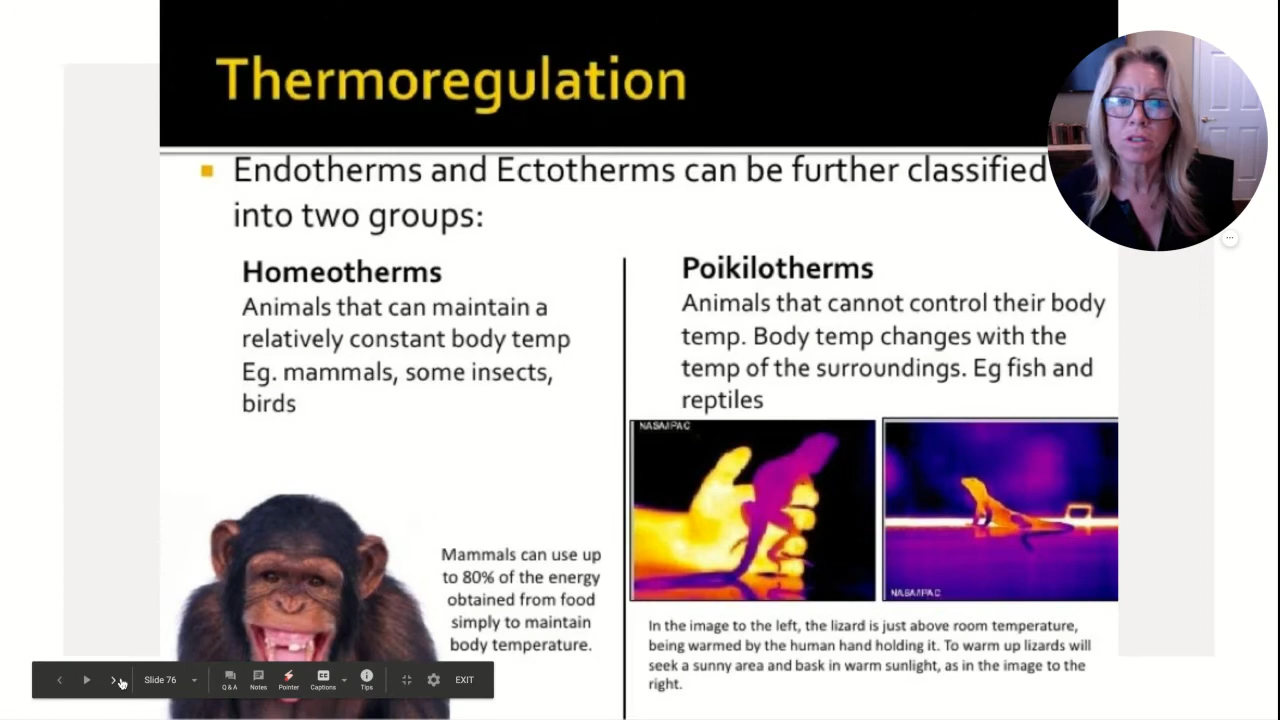 Thermoregulation
Endotherms and Ectotherms can be further classified
into two groups:
Homeotherms
Animals that can maintain a
relatively constant body temp
Eg. mammals, some insects,
birds
Mammals can use up
to 80% of the energy
obtained from food
simply to maintain
body temperature.
Poikilotherms
Animals that cannot control their body
temp. Body temp changes with the
temp of the surroundings. Eg fish and
reptiles
NASA/IPAC
NASA/IPAC
In the image to the left, the lizard is just above room temperature,
being warmed by the human hand holding it. To warm up lizards will
seek a sunny area and bask in warm sunlight, as in the image to the
right.
Slide 76
Q&A
Notes
Pointer
Captions
Tips
EXIT